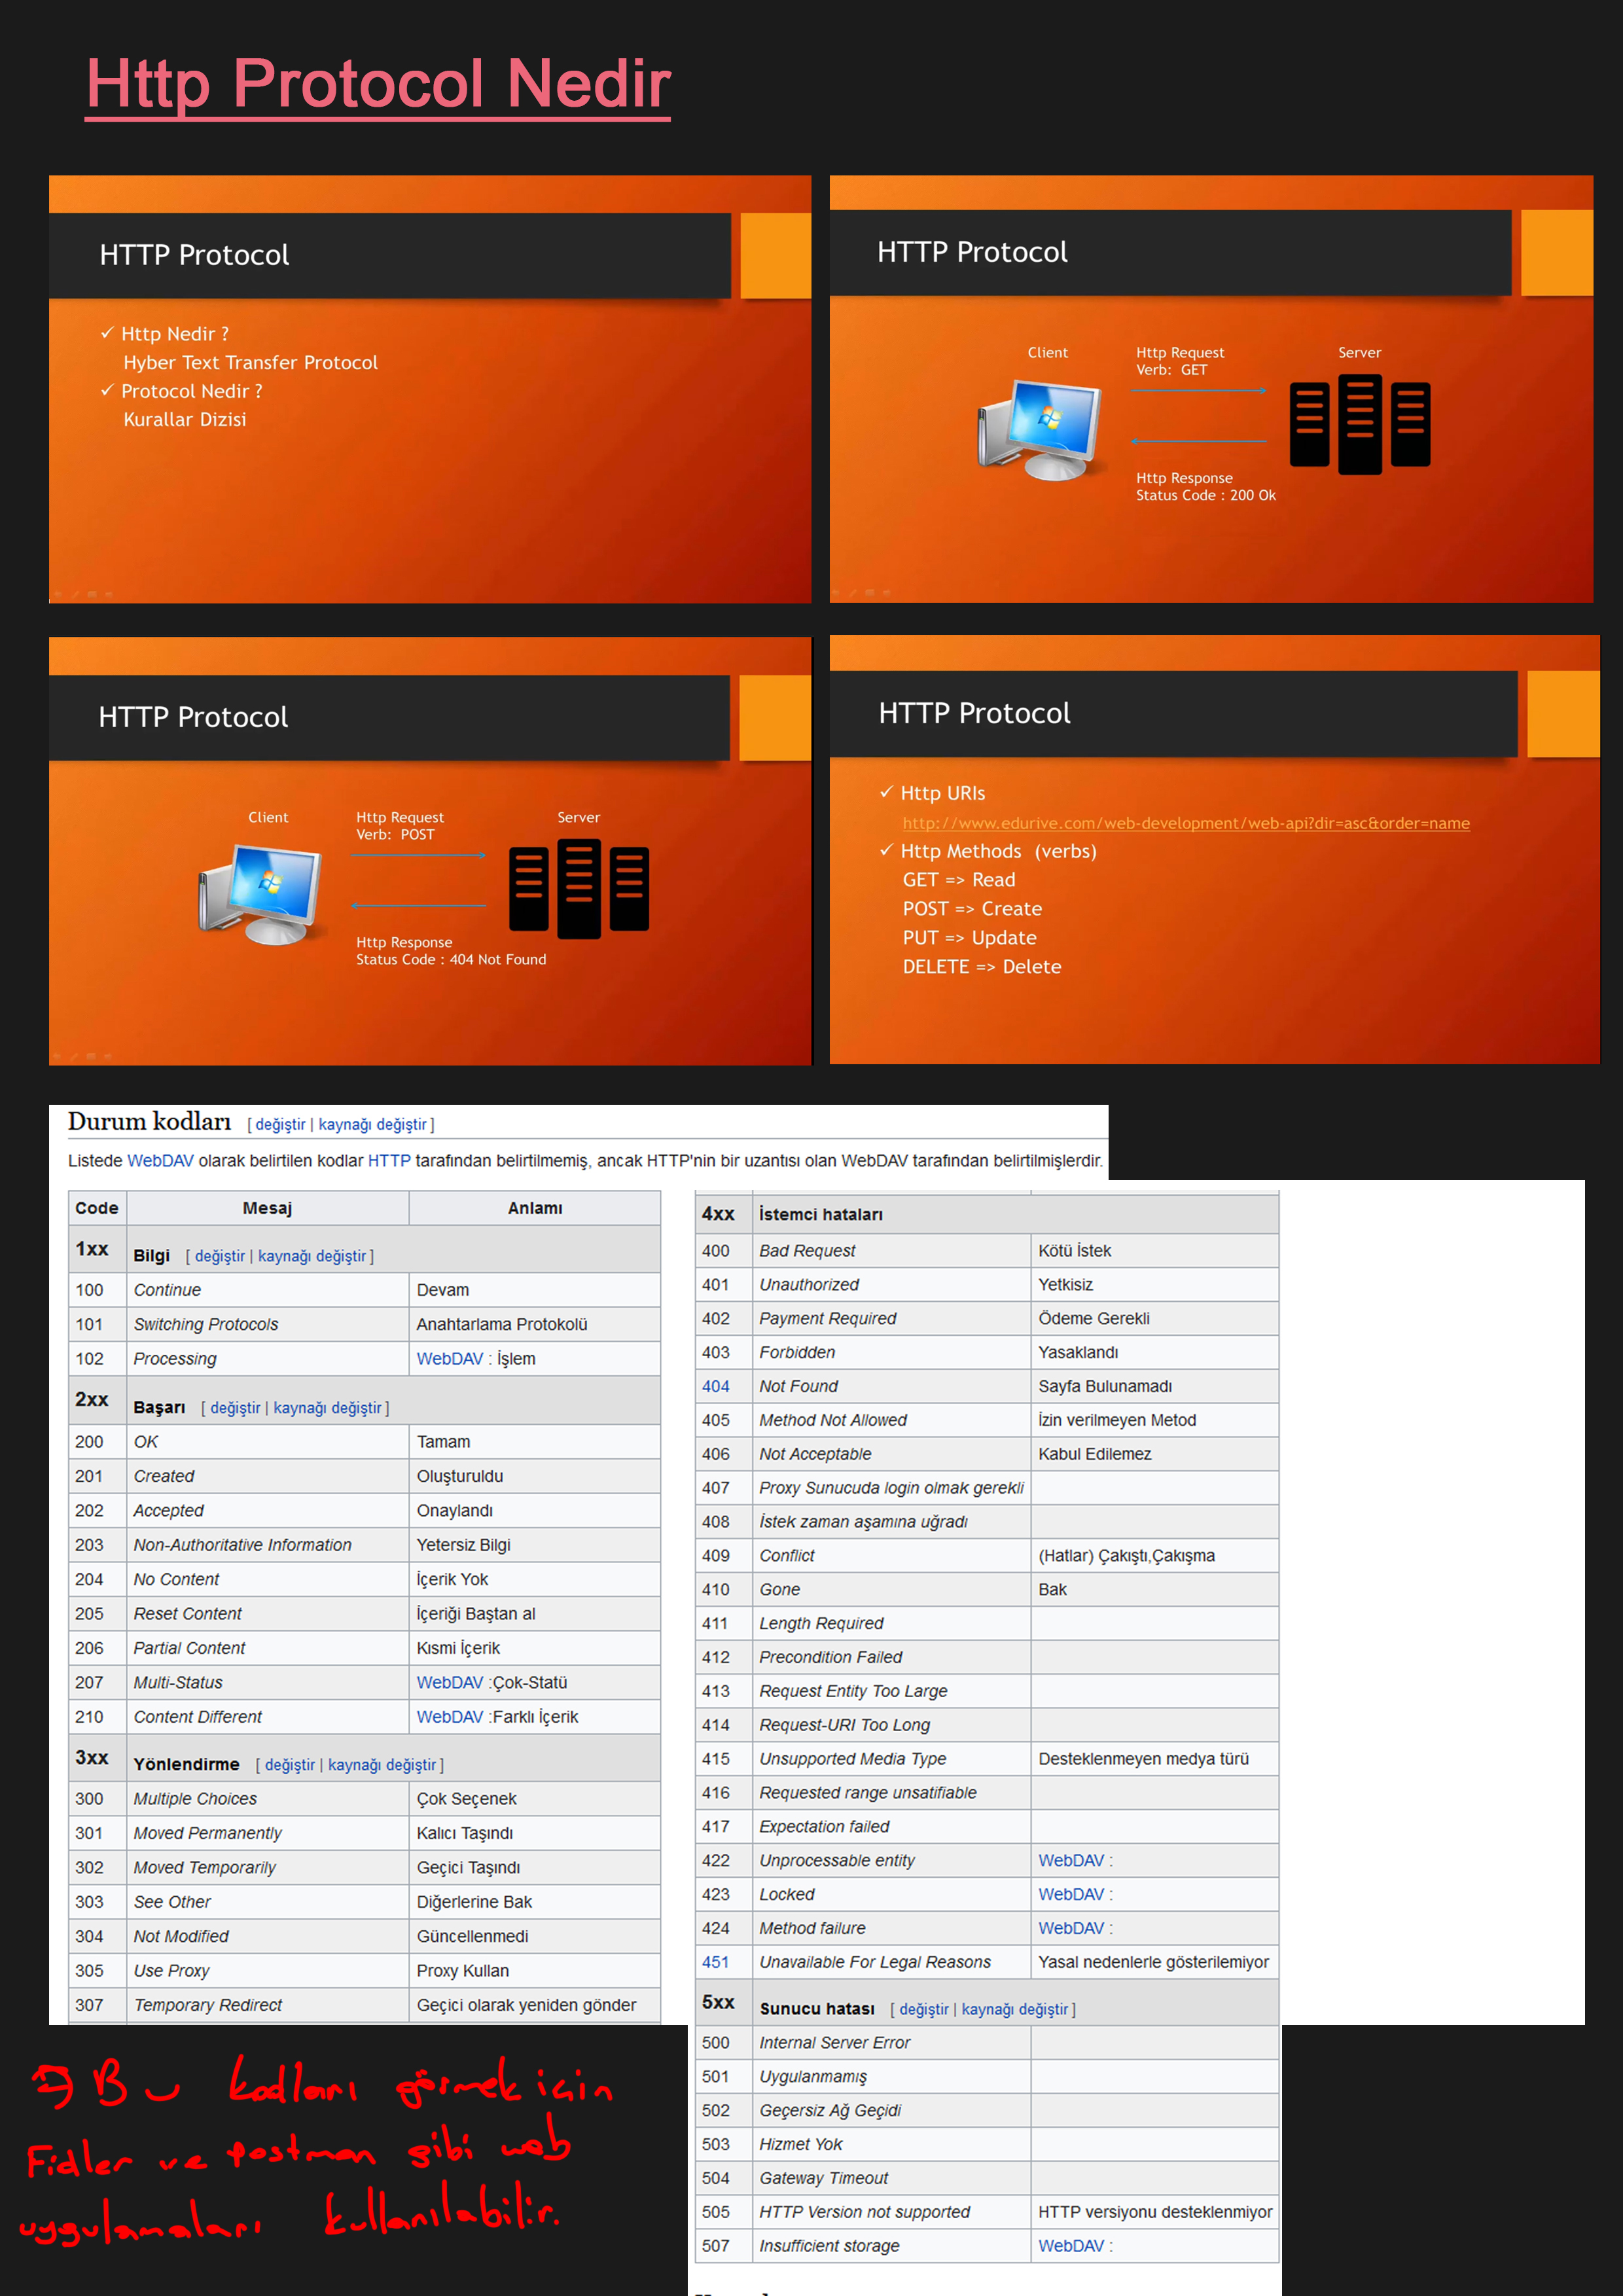 Http Protocol Nedir
HTTP Protocol
✓ Http Nedir ?
Hyber Text Transfer Protocol
✓ Protocol Nedir ?
Kurallar Dizisi
HTTP Protocol
Client
Http Request
Verb: GET
Server
Http Response
Status Code : 200 Ok
HTTP Protocol
Client
Http Request
Verb: POST
Server
Http Response
Status Code : 404 Not Found
HTTP Protocol
✓ Http URIs
http://www.edurive.com/web-development/web-api?dir=asc&order=name
✓ Http Methods (verbs)
GET => Read
POST => Create
PUT => Update
DELETE => Delete
Durum kodları [ değiştir | kaynağı değiştir ]
Listede WebDAV olarak belirtilen kodlar HTTP tarafından belirtilmemiş, ancak HTTP'nin bir uzantısı olan WebDAV tarafından belirtilmişlerdir.
Code Mesaj Anlamı
1xx Bilgi [ değiştir | kaynağı değiştir ]
100 Continue Devam
101 Switching Protocols Anahtarlama Protokolü
102 Processing WebDAV : İşlem
2xx Başarı [ değiştir | kaynağı değiştir ]
200 OK Tamam
201 Created Oluşturuldu
202 Accepted Onaylandı
203 Non-Authoritative Information Yetersiz Bilgi
204 No Content İçerik Yok
205 Reset Content İçeriği Baştan al
206 Partial Content Kısmi İçerik
207 Multi-Status WebDAV :Çok-Statü
210 Content Different WebDAV :Farklı İçerik
3xx Yönlendirme [ değiştir | kaynağı değiştir ]
300 Multiple Choices Çok Seçenek
301 Moved Permanently Kalıcı Taşındı
302 Moved Temporarily Geçici Taşındı
303 See Other Diğerlerine Bak
304 Not Modified Güncellenmedi
305 Use Proxy Proxy Kullan
307 Temporary Redirect Geçici olarak yeniden gönder
4xx İstemci hataları
400 Bad Request Kötü İstek
401 Unauthorized Yetkisiz
402 Payment Required Ödeme Gerekli
403 Forbidden Yasaklandı
404 Not Found Sayfa Bulunamadı
405 Method Not Allowed İzin verilmeyen Metod
406 Not Acceptable Kabul Edilemez
407 Proxy Sunucuda login olmak gerekli
408 İstek zaman aşamına uğradı
409 Conflict (Hatlar) Çakıştı,Çakışma
410 Gone Bak
411 Length Required
412 Precondition Failed
413 Request Entity Too Large
414 Request-URI Too Long
415 Unsupported Media Type Desteklenmeyen medya türü
416 Requested range unsatifiable
417 Expectation failed
422 Unprocessable entity WebDAV :
423 Locked WebDAV :
424 Method failure WebDAV :
451 Unavailable For Legal Reasons Yasal nedenlerle gösterilemiyor
5xx Sunucu hatası [ değiştir | kaynağı değiştir ]
500 Internal Server Error
501 Uygulanmamış
502 Geçersiz Ağ Geçidi
503 Hizmet Yok
504 Gateway Timeout
505 HTTP Version not supported HTTP versiyonu desteklenmiyor
507 Insufficient storage WebDAV :
⇒ Bu kodları görmek için
Fidler ve postman gibi web
uygulamaları kullanılabilir.